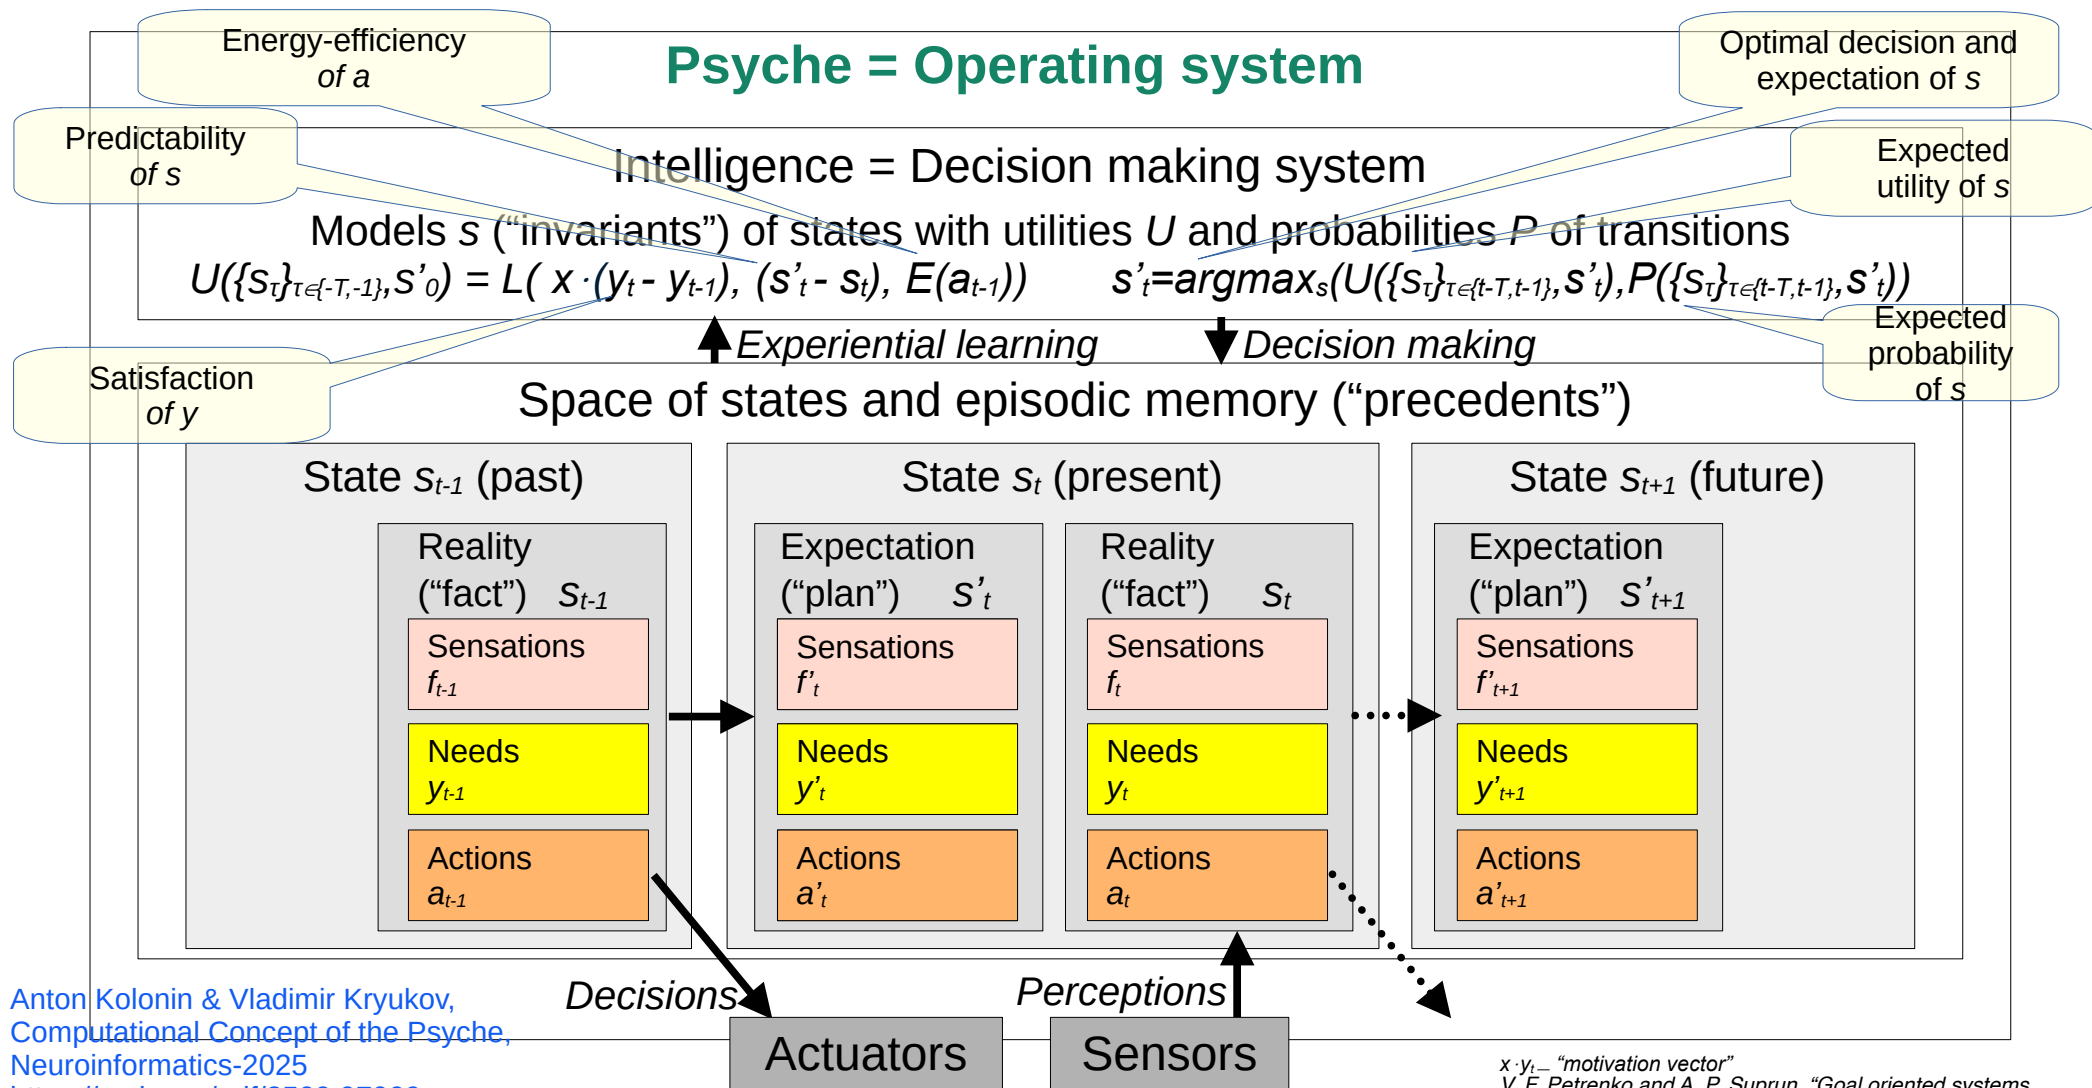 Energy-efficiency
of a
Psyche = Operating system
Optimal decision and
expectation of s
Predictability
of s
Intelligence = Decision making system
Expected
utility of s
Models s (“invariants”) of states with utilities U and probabilities P of transitions
U({sτ}τ∈{-T,-1},s’0) = L( x·(yt - yt-1), (s’t - st), E(at-1))
s’t=argmaxs(U({sτ}τ∈{t-T,t-1},s’t),P({sτ}τ∈{t-T,t-1},s’t))
Expected
probability
of s
Experiential learning
Decision making
Satisfaction
of y
Space of states and episodic memory (“precedents”)
State st-1 (past)
State st (present)
State st+1 (future)
Reality
(“fact”) st-1
Sensations
ft-1
Needs
yt-1
Actions
at-1
Expectation
(“plan”) s’t
Sensations
f’t
Needs
y’t
Actions
a’t
Reality
(“fact”) st
Sensations
ft
Needs
yt
Actions
at
Expectation
(“plan”) s’t+1
Sensations
f’t+1
Needs
y’t+1
Actions
a’t+1
Decisions
Perceptions
Actuators
Sensors
Anton Kolonin & Vladimir Kryukov,
Computational Concept of the Psyche,
Neuroinformatics-2025
x·yt – “motivation vector”
V. F. Petrenko and A. P. Suprun, “Goal oriented systems